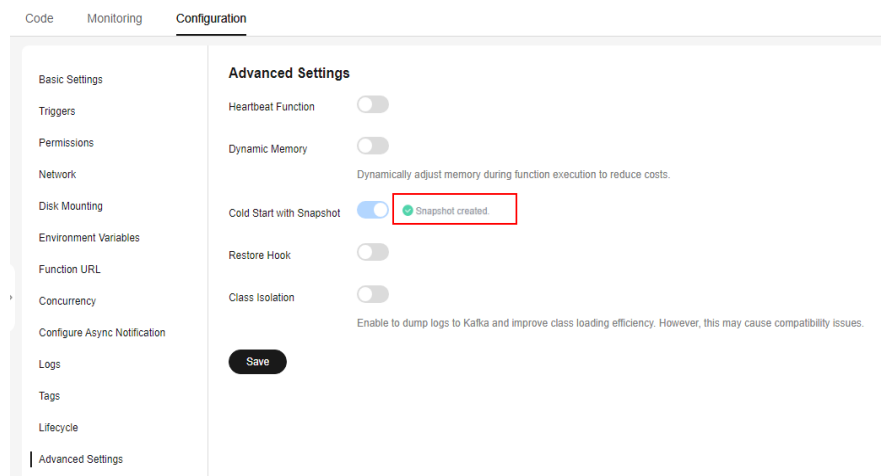 Code Monitoring Configuration
Basic Settings
Triggers
Permissions
Network
Disk Mounting
Environment Variables
Function URL
Concurrency
Configure Async Notification
Logs
Tags
Lifecycle
Advanced Settings
Advanced Settings
Heartbeat Function
Dynamic Memory
Dynamically adjust memory during function execution to reduce costs.
Cold Start with Snapshot
Snapshot created.
Restore Hook
Class Isolation
Enable to dump logs to Kafka and improve class loading efficiency. However, this may cause compatibility issues.
Save